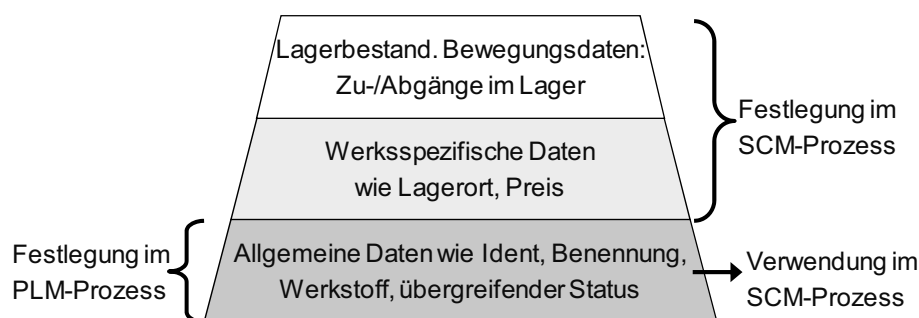 Lagerbestand. Bewegungsdaten:
Zu-/Abgänge im Lager
Festlegung im
SCM-Prozess
Werksspezifische Daten
wie Lagerort, Preis
Festlegung im
PLM-Prozess
Allgemeine Daten wie Ident, Benennung,
Werkstoff, übergreifender Status
Verwendung im
SCM-Prozess